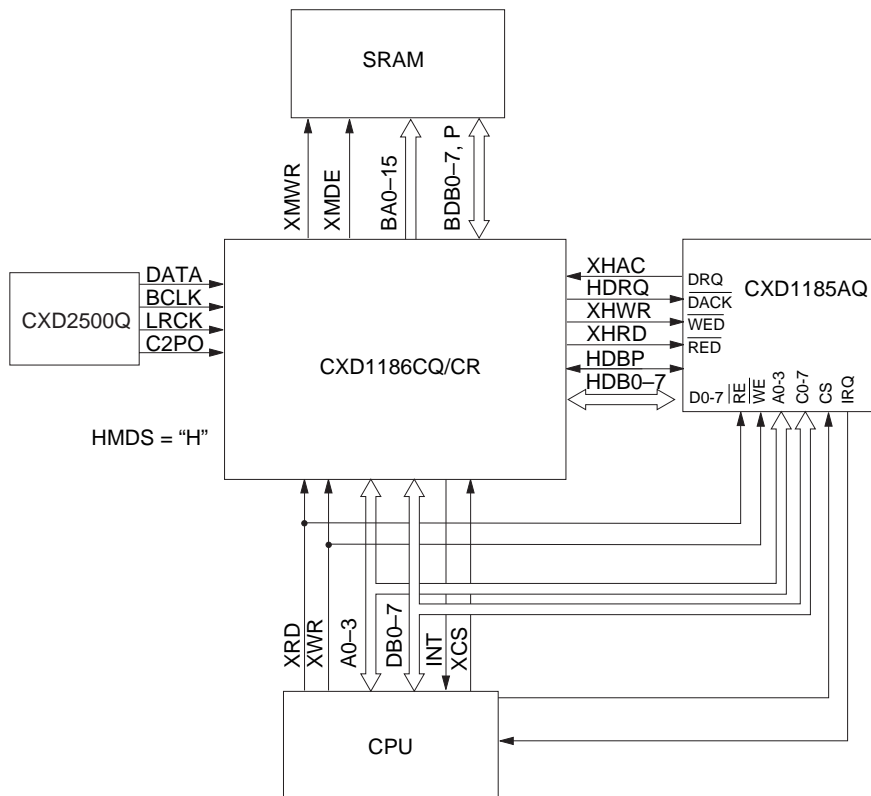 SRAM
XMWR
XMDE
BA0–15
BDB0–7, P
CXD2500Q
DATA
BCLK
LRCK
C2PO
CXD1186CQ/CR
HMDS = “H”
XHAC
HDRQ
XHWR
XHRD
HDBP
HDB0–7
DRQ
DACK
WED
RED
CXD1185AQ
D0-7
RE
WE
A0-3
C0-7
CS
IRQ
XRD
XWR
A0–3
DB0–7
INT
XCS
CPU